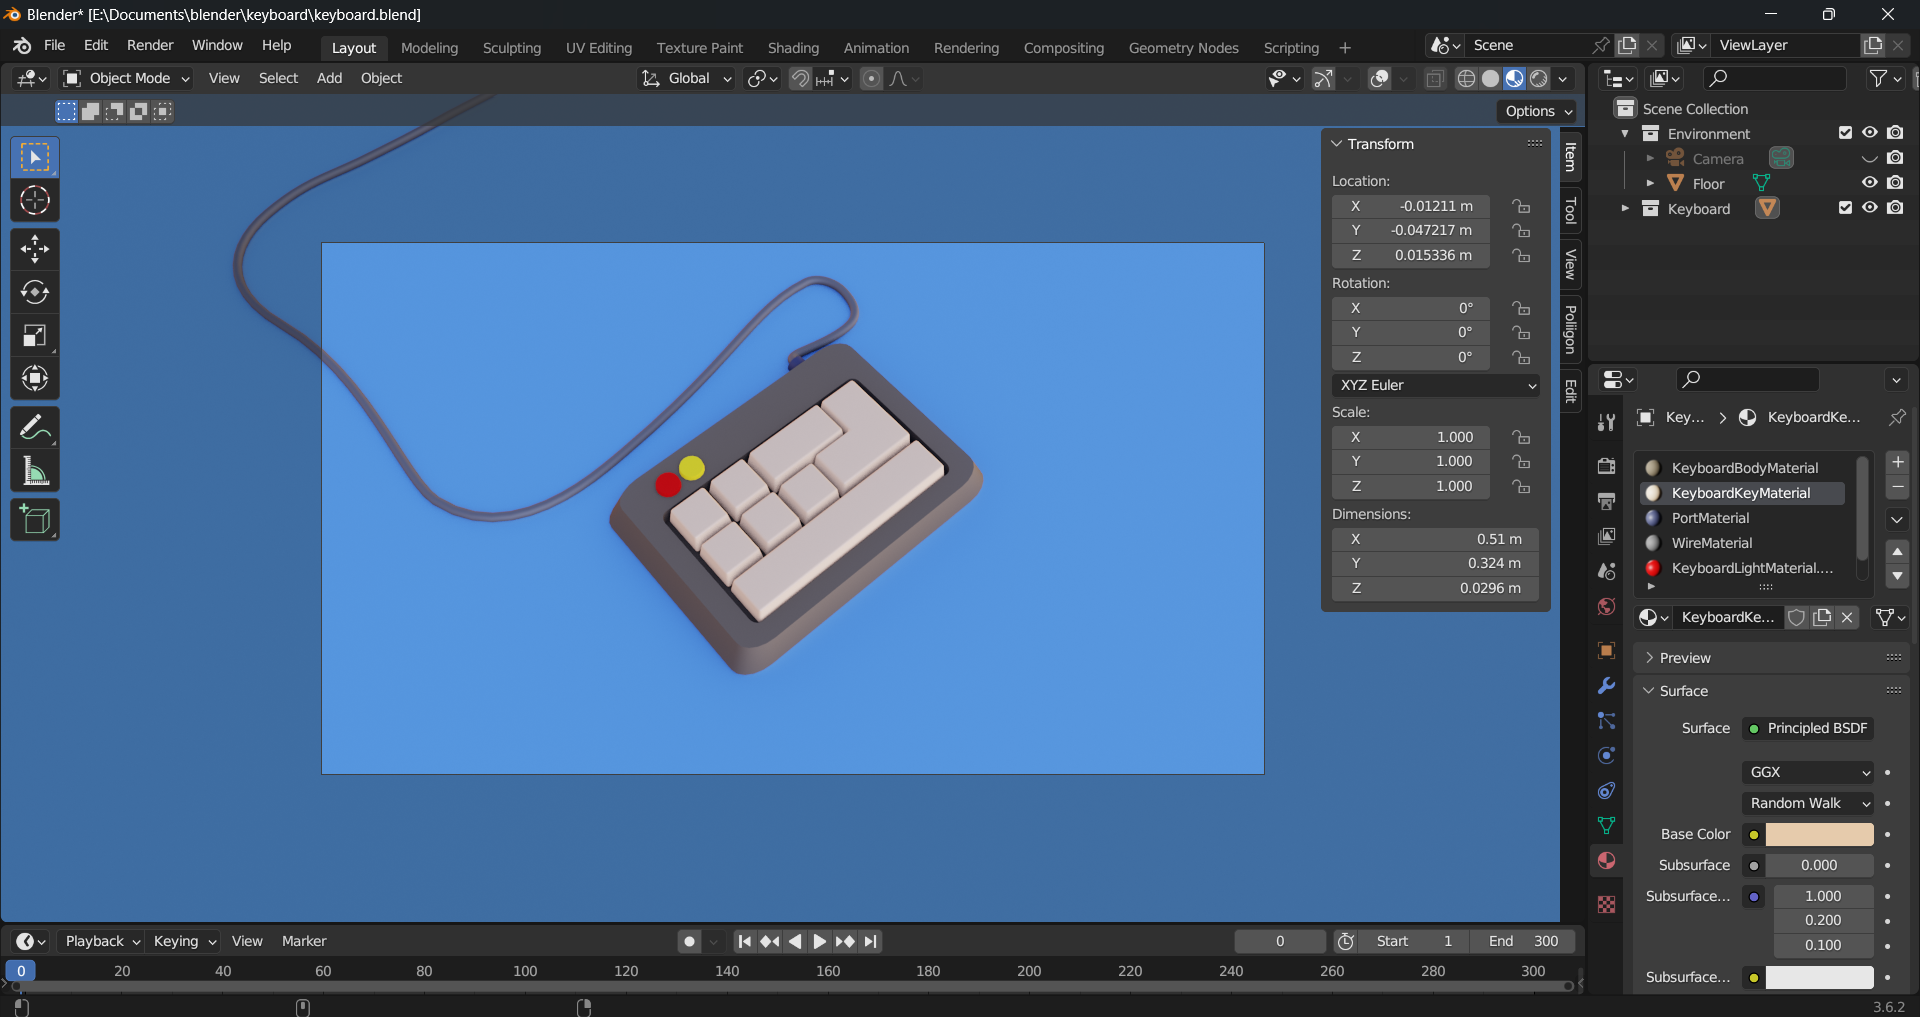 Blender* [E:\Documents\blender\keyboard\keyboard.blend]
File Edit Render Window Help Layout Modeling Sculpting UV Editing Texture Paint Shading Animation Rendering Compositing Geometry Nodes Scripting + Scene ViewLayer
Object Mode View Select Add Object Global
Options
Scene Collection
Environment
Camera
Floor
Keyboard
Item
Tool
View
Poliigon
Edit
Transform
Location:
X -0.01211 m
Y -0.047217 m
Z 0.015336 m
Rotation:
X 0°
Y 0°
Z 0°
XYZ Euler
Scale:
X 1.000
Y 1.000
Z 1.000
Dimensions:
X 0.51 m
Y 0.324 m
Z 0.0296 m
Key... KeyboardKe...
KeyboardBodyMaterial
KeyboardKeyMaterial
PortMaterial
WireMaterial
KeyboardLightMaterial....
KeyboardKe...
Preview
Surface
Surface Principled BSDF
GGX
Random Walk
Base Color
Subsurface 0.000
Subsurface... 1.000
0.200
0.100
Subsurface...
Playback Keying View Marker 0 Start 1 End 300
0 20 40 60 80 100 120 140 160 180 200 220 240 260 280 300
3.6.2